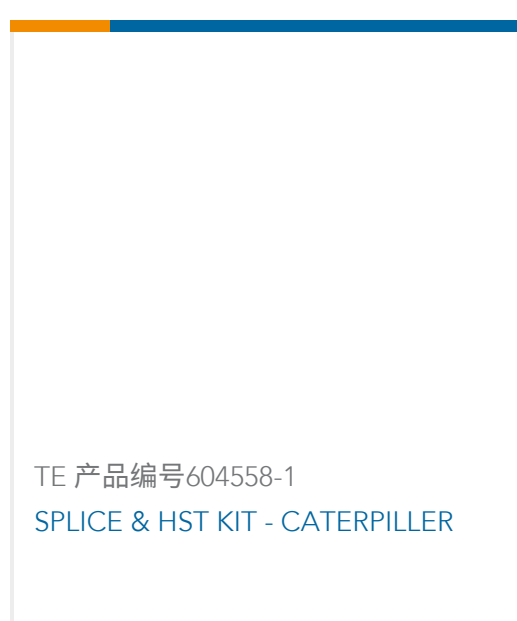 TE 产品编号604558-1
SPLICE & HST KIT - CATERPILLER